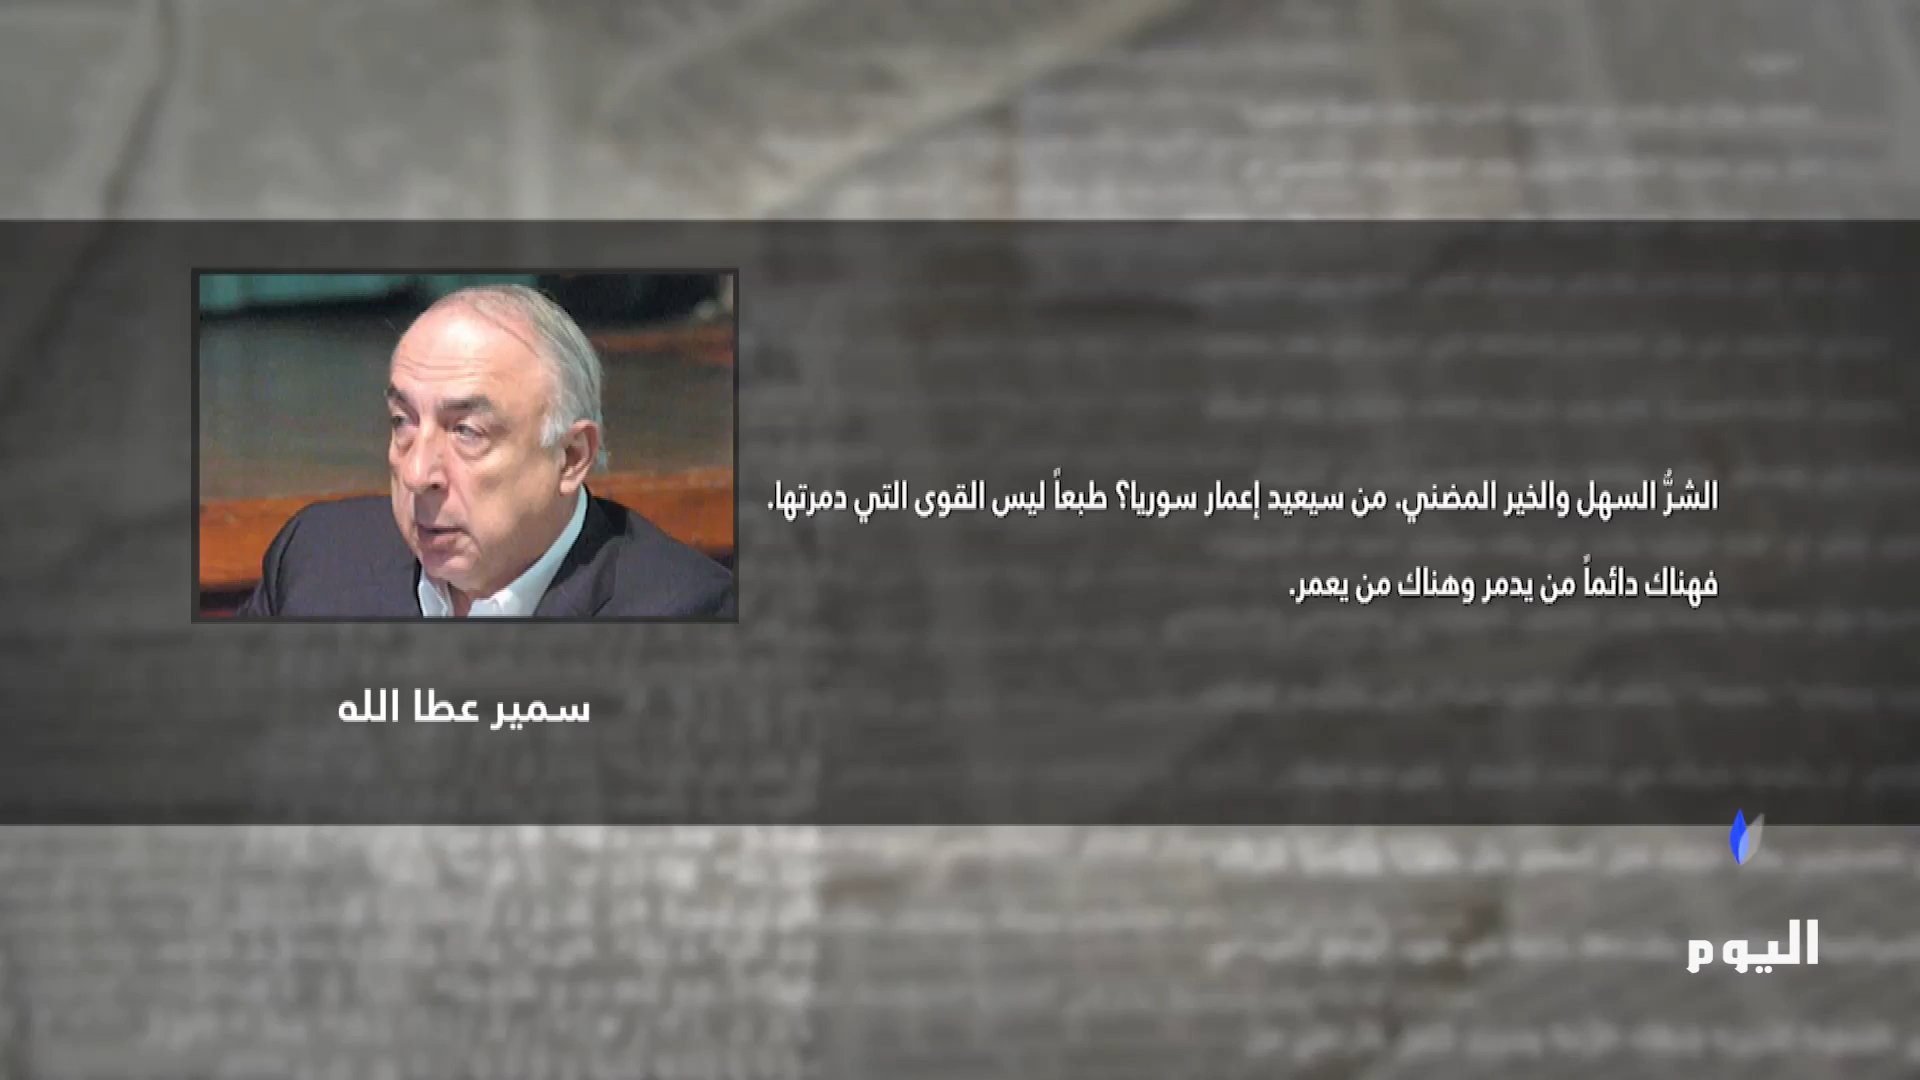 الشرُّ السهل والخير المضني. من سيعيد إعمار سوريا؟ طبعاً ليس القوى التي دمرتها.
فهناك دائماً من يدمر وهناك من يعمر.
سمير عطا الله
اليوم